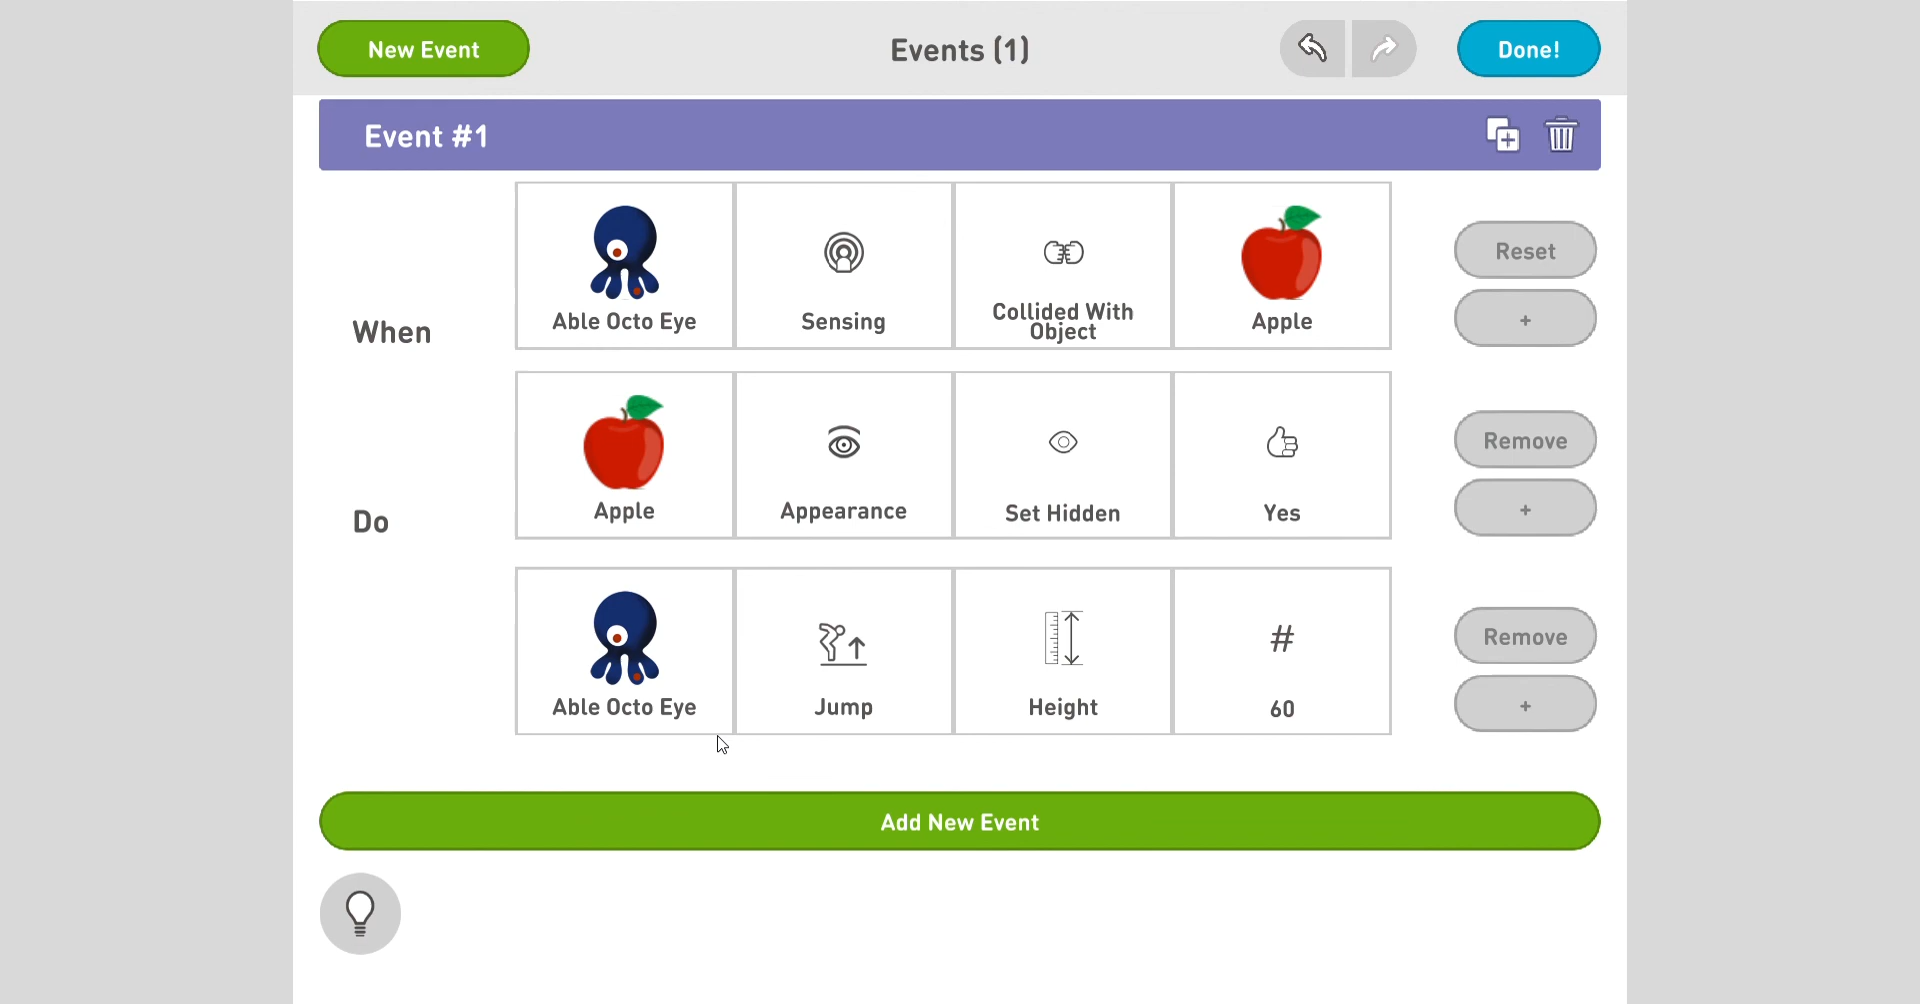 New Event
Events (1)
Done!
Event #1
When
Able Octo Eye
Sensing
Collided With
Object
Apple
Reset
+
Do
Apple
Appearance
Set Hidden
Yes
Remove
+
Able Octo Eye
Jump
Height
#
60
Remove
+
Add New Event